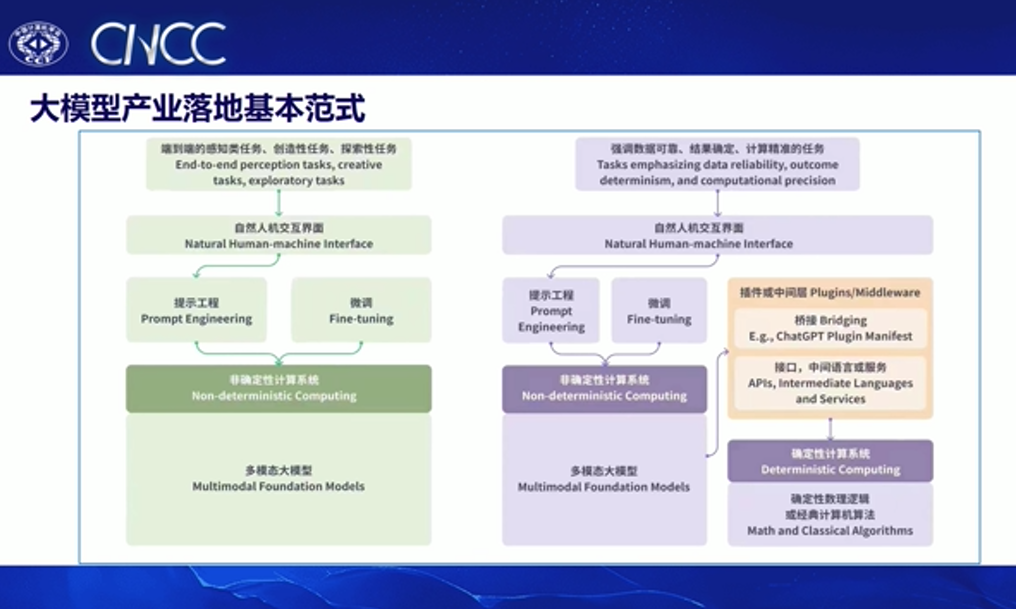 中国计算机学会
CCF
CNCC
大模型产业落地基本范式
端到端的感知类任务、创造性任务、探索性任务
End-to-end perception tasks, creative
tasks, exploratory tasks
自然人机交互界面
Natural Human-machine Interface
提示工程
Prompt Engineering
微调
Fine-tuning
非确定性计算系统
Non-deterministic Computing
多模态大模型
Multimodal Foundation Models
强调数据可靠、结果确定、计算精准的任务
Tasks emphasizing data reliability, outcome
determinism, and computational precision
自然人机交互界面
Natural Human-machine Interface
提示工程
Prompt
Engineering
微调
Fine-tuning
非确定性计算系统
Non-deterministic Computing
多模态大模型
Multimodal Foundation Models
插件或中间层 Plugins/Middleware
桥接 Bridging
E.g., ChatGPT Plugin Manifest
接口，中间语言或服务
APIs, Intermediate Languages
and Services
确定性计算系统
Deterministic Computing
确定性数理逻辑
或经典计算机算法
Math and Classical Algorithms